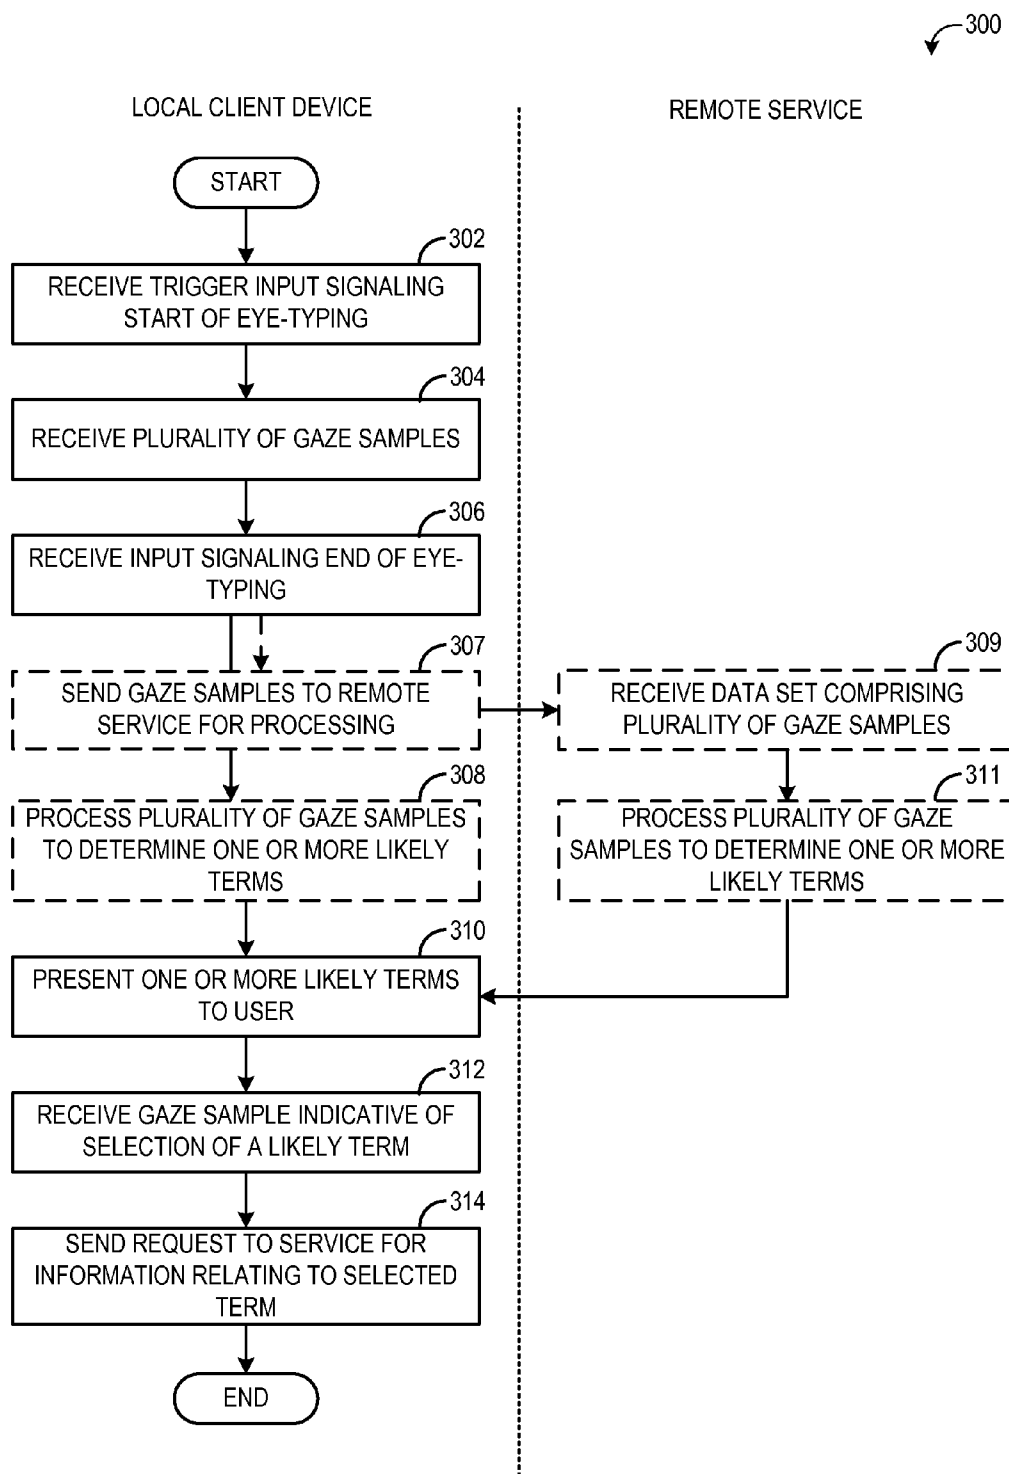 300
LOCAL CLIENT DEVICE
REMOTE SERVICE
START
302
RECEIVE TRIGGER INPUT SIGNALING
START OF EYE-TYPING
304
RECEIVE PLURALITY OF GAZE SAMPLES
306
RECEIVE INPUT SIGNALING END OF EYE-
TYPING
307
SEND GAZE SAMPLES TO REMOTE
SERVICE FOR PROCESSING
309
RECEIVE DATA SET COMPRISING
PLURALITY OF GAZE SAMPLES
308
PROCESS PLURALITY OF GAZE SAMPLES
TO DETERMINE ONE OR MORE LIKELY
TERMS
311
PROCESS PLURALITY OF GAZE
SAMPLES TO DETERMINE ONE OR MORE
LIKELY TERMS
310
PRESENT ONE OR MORE LIKELY TERMS
TO USER
312
RECEIVE GAZE SAMPLE INDICATIVE OF
SELECTION OF A LIKELY TERM
314
SEND REQUEST TO SERVICE FOR
INFORMATION RELATING TO SELECTED
TERM
END